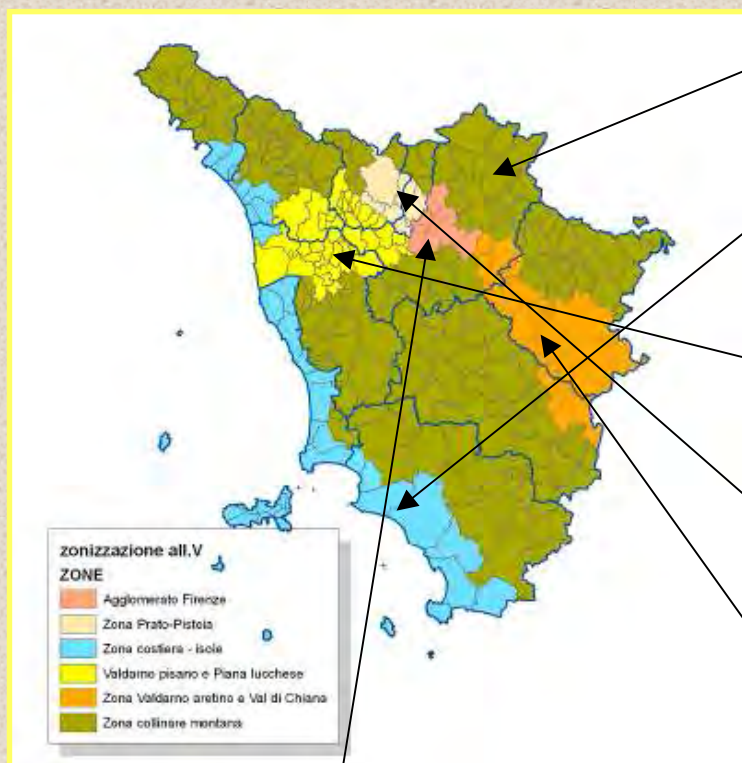 zonizzazione all.V
ZONE
Agglomerato Firenze
Zona Prato-Pistoia
Zona costiera - isole
Valdarno pisano e Piana lucchese
Zona Valdarno aretino e Val di Chiana
Zona collinare montana